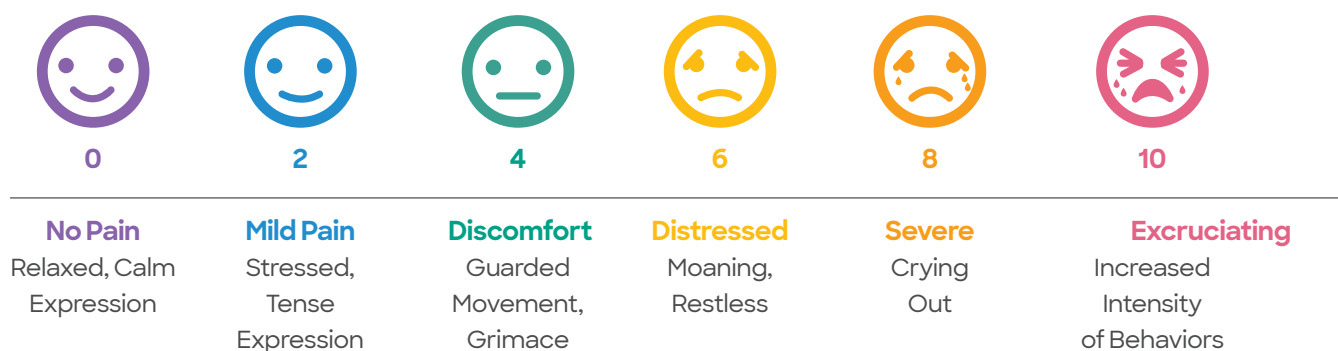 0 2 4 6 8 10
No Pain Mild Pain Discomfort Distressed Severe Excruciating
Relaxed, Calm Stressed, Guarded Moaning, Crying Increased
Expression Tense Movement, Restless Out Intensity
Expression Grimace of Behaviors